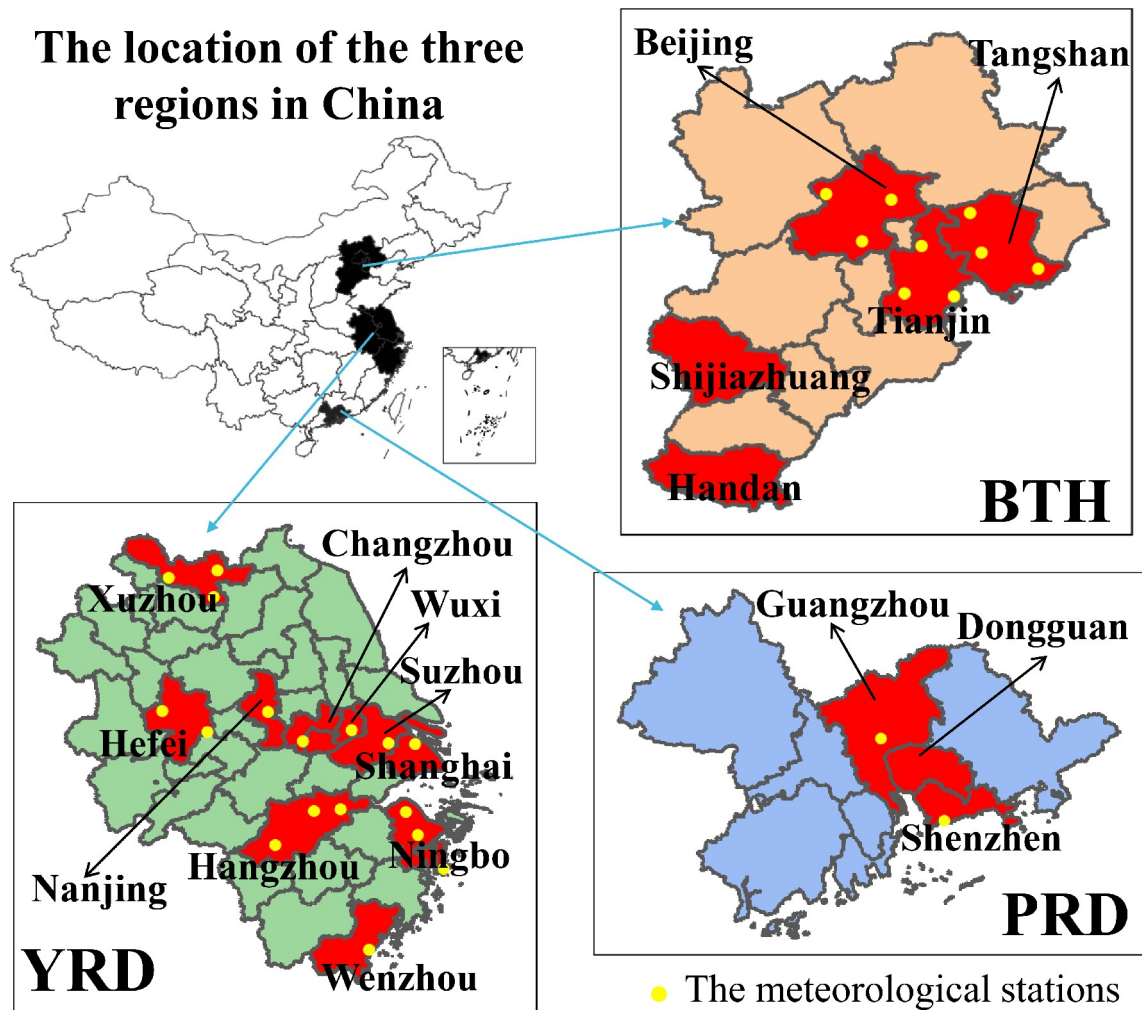 The location of the three
regions in China
Beijing
Tangshan
Tianjin
Shijiazhuang
Handan
BTH
Changzhou
Xuzhou
Wuxi
Suzhou
Hefei
Shanghai
Hangzhou
Ningbo
Nanjing
Wenzhou
YRD
Guangzhou
Dongguan
Shenzhen
PRD
The meteorological stations